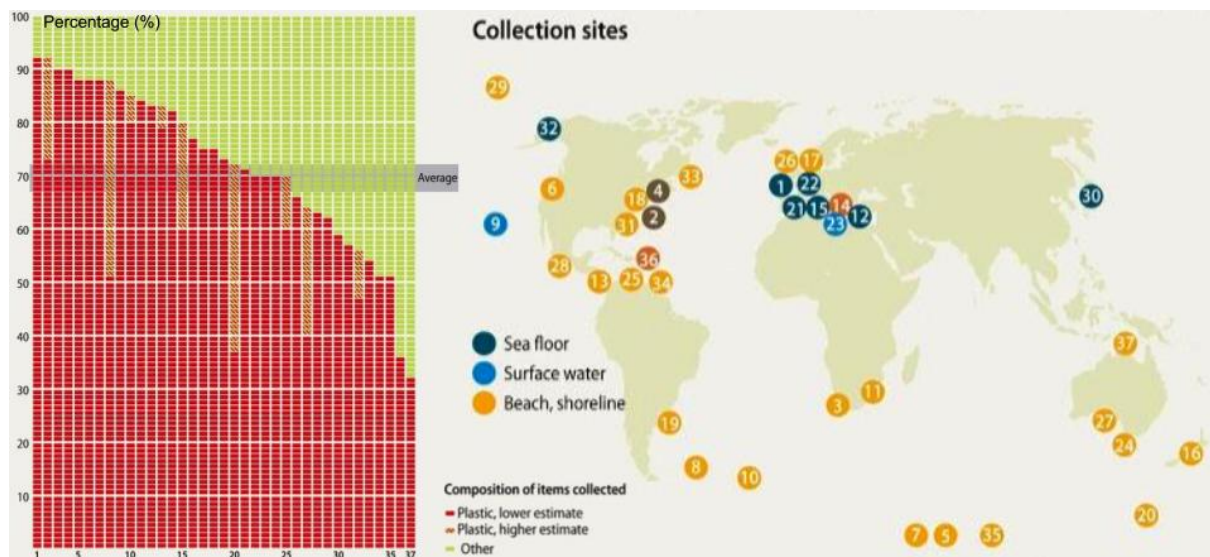 Percentage (%)
100
90
80
70
60
50
40
30
20
10
1 5 10 15 20 25 30 35 37
Average
Collection sites
29
32
26 17
33
6
4
18
1 22
30
2
21 15 14
12
9
31
23
36
28
13 25 34
Sea floor
37
Surface water
Beach, shoreline
3 11
19
27
24
16
8
10
Composition of items collected
Plastic, lower estimate
Plastic, higher estimate
Other
20
7 5 35